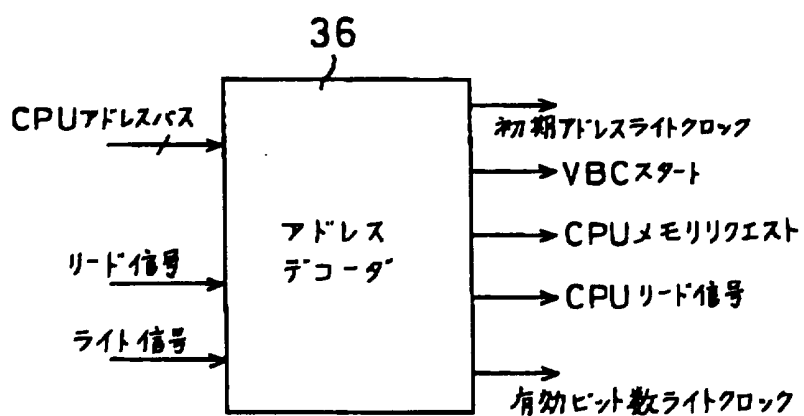 36
CPUアドレスバス
初期アドレスライトクロック
VBCスタート
アドレス
デコーダ
CPUメモリリクエスト
リード信号
CPUリード信号
ライト信号
有効ビット数ライトクロック